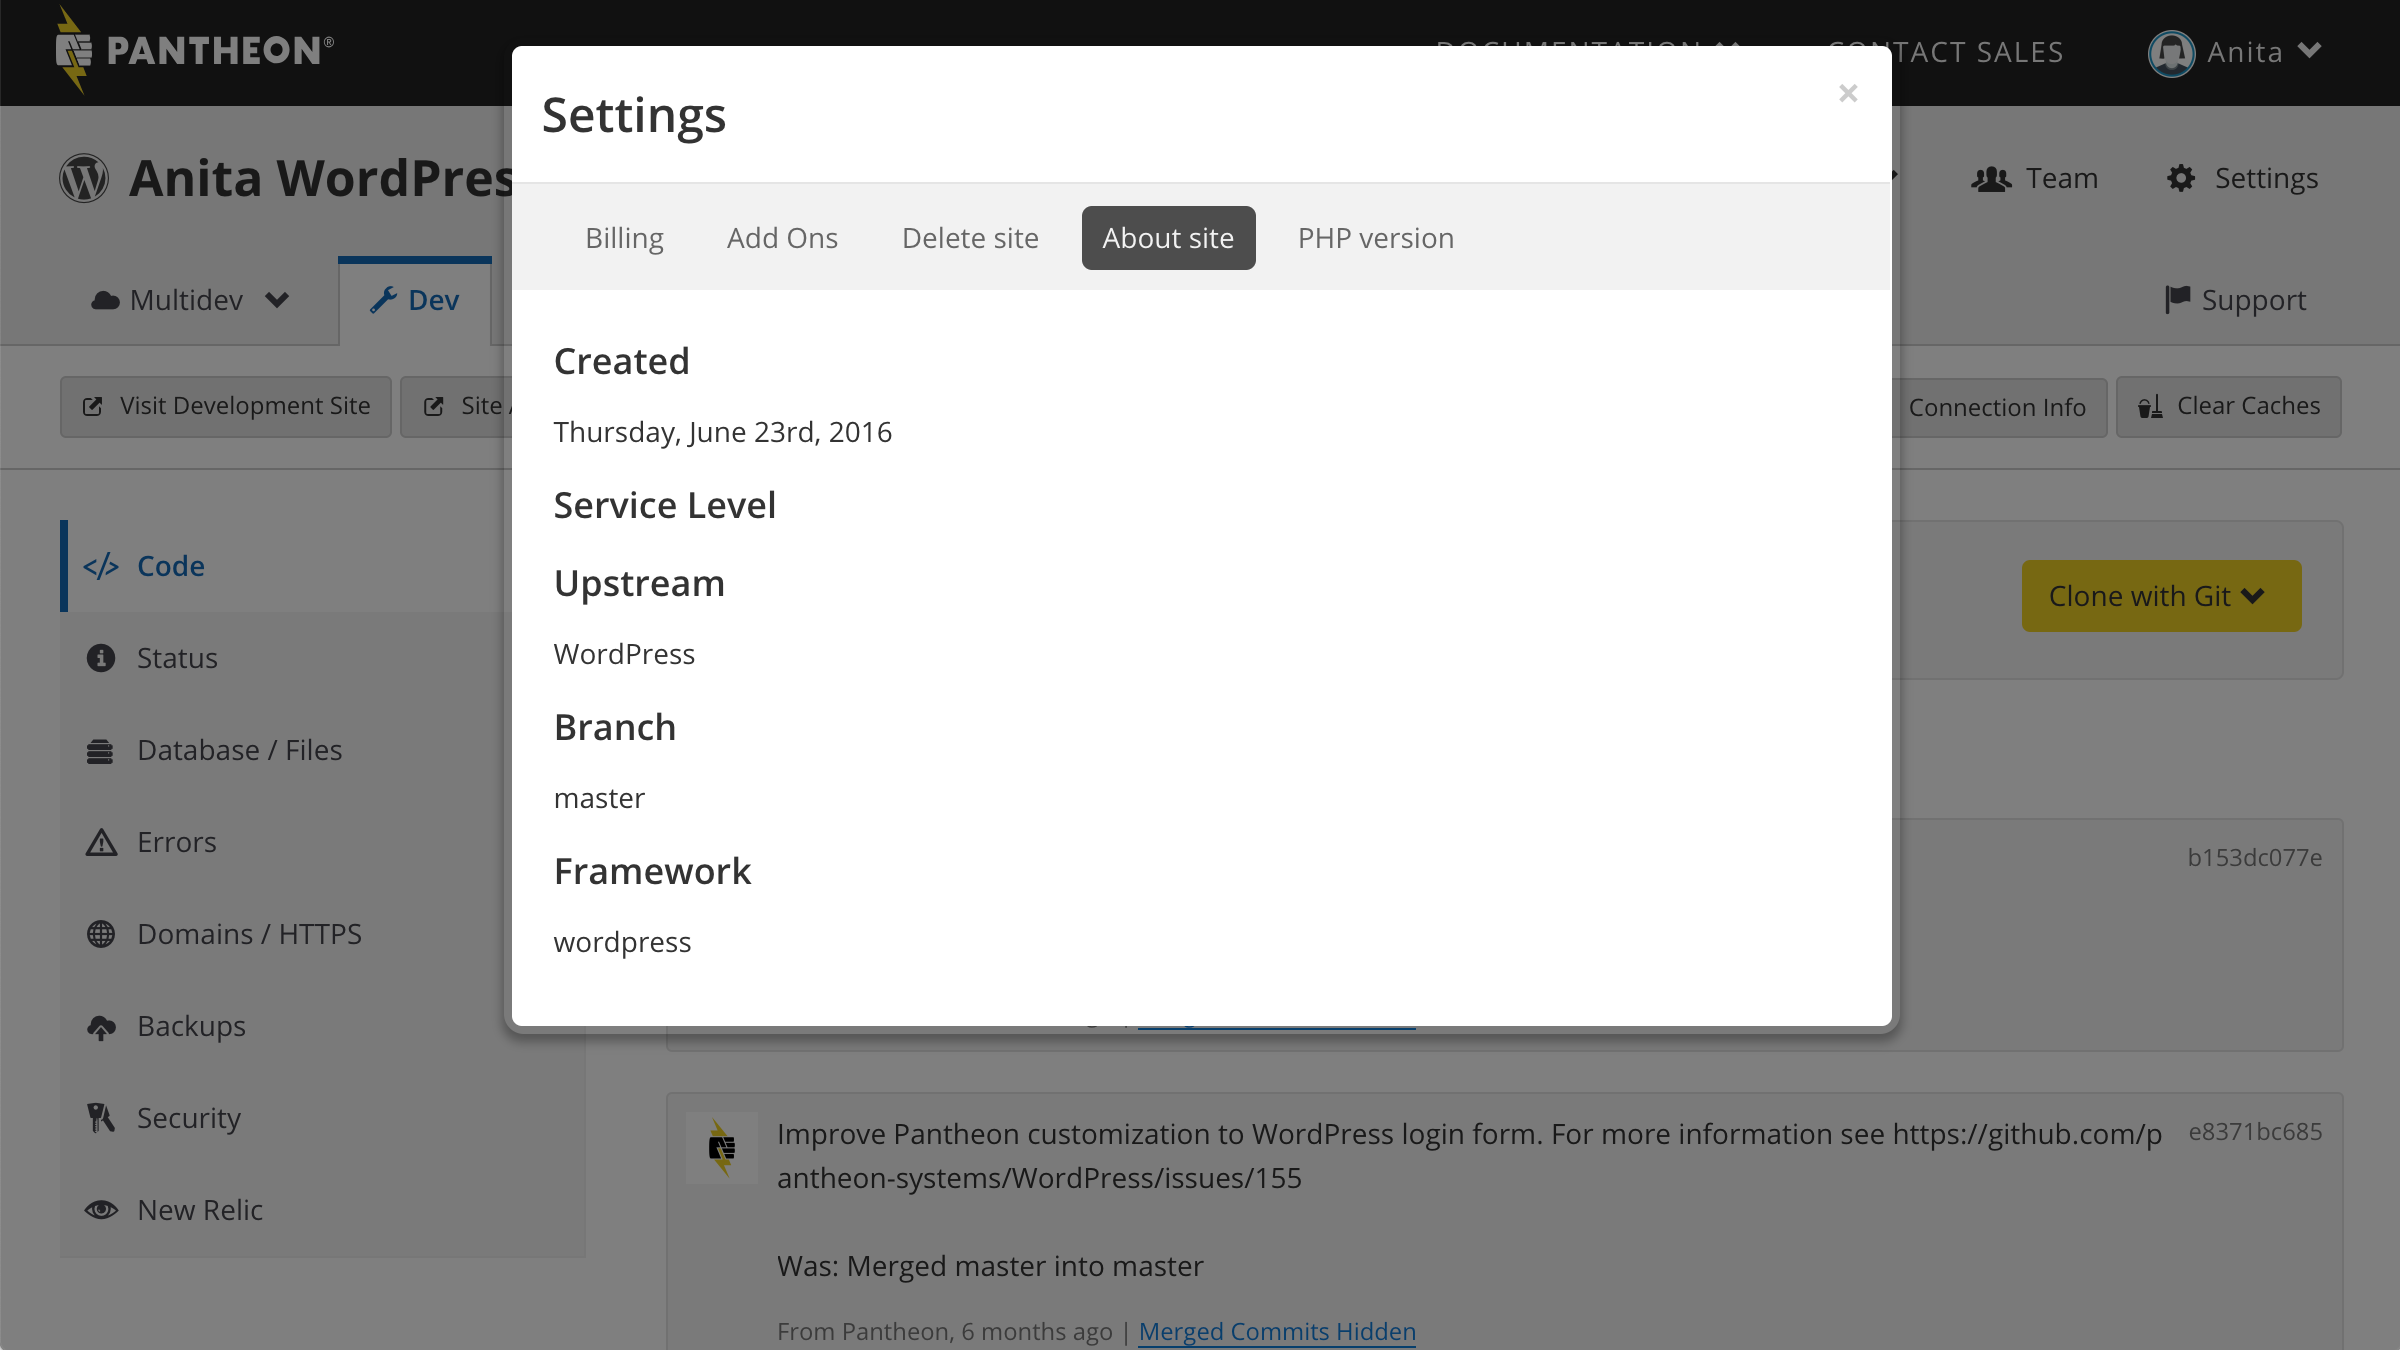 PANTHEON®
DOCUMENTATION
CONTACT SALES
Anita
Settings
×
Anita WordPres
Team
Settings
Billing
Add Ons
Delete site
About site
PHP version
Multidev
Dev
Support
Visit Development Site
Site
Connection Info
Clear Caches
Created
Thursday, June 23rd, 2016
Service Level
Upstream
WordPress
Branch
master
Framework
wordpress
</> Code
Status
Database / Files
Errors
Domains / HTTPS
Backups
Security
New Relic
Clone with Git
b153dc077e
Improve Pantheon customization to WordPress login form. For more information see https://github.com/p
antheon-systems/WordPress/issues/155
e8371bc685
Was: Merged master into master
From Pantheon, 6 months ago | Merged Commits Hidden